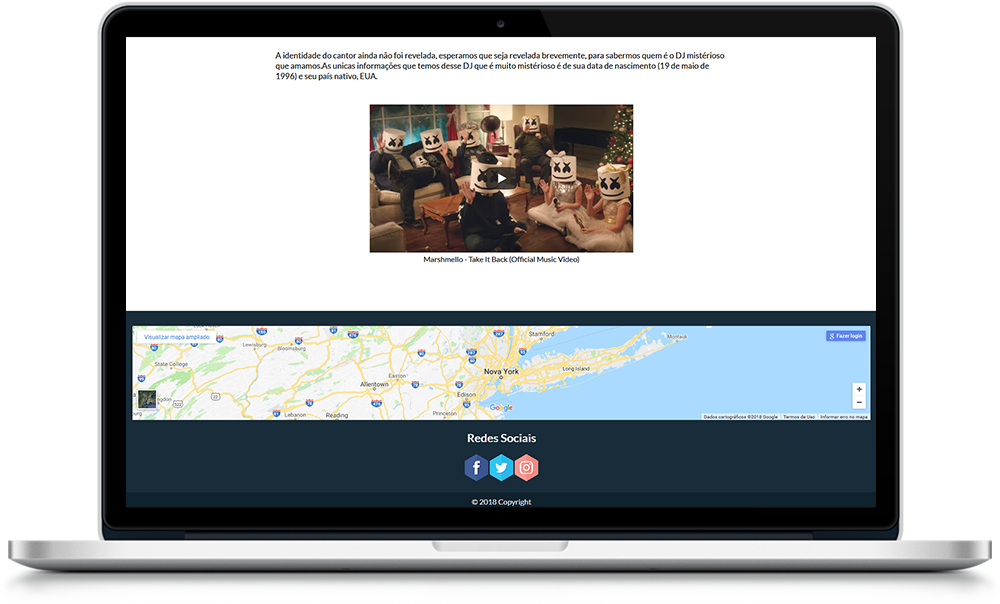 A identidade do cantor ainda não foi revelada, esperamos que seja revelada brevemente, para sabermos quem é o DJ mistérioso
que amamos.As unicas informações que temos desse DJ que é muito mistérioso é de sua data de nascimento (19 de maio de
1996) e seu país nativo, EUA.
Marshmello - Take It Back (Official Music Video)
Visualizar mapa ampliado
Fazer login
Stamford
Montauk
Lewisburg
Bloomsburg
State College
Nova York
Long Island
Easton
Allentown
Edison
Lebanon
Reading
Princeton
Google
+
−
Dados cartográficos ©2018 Google
Termos de Uso
Informar erro no mapa
Redes Sociais
© 2018 Copyright